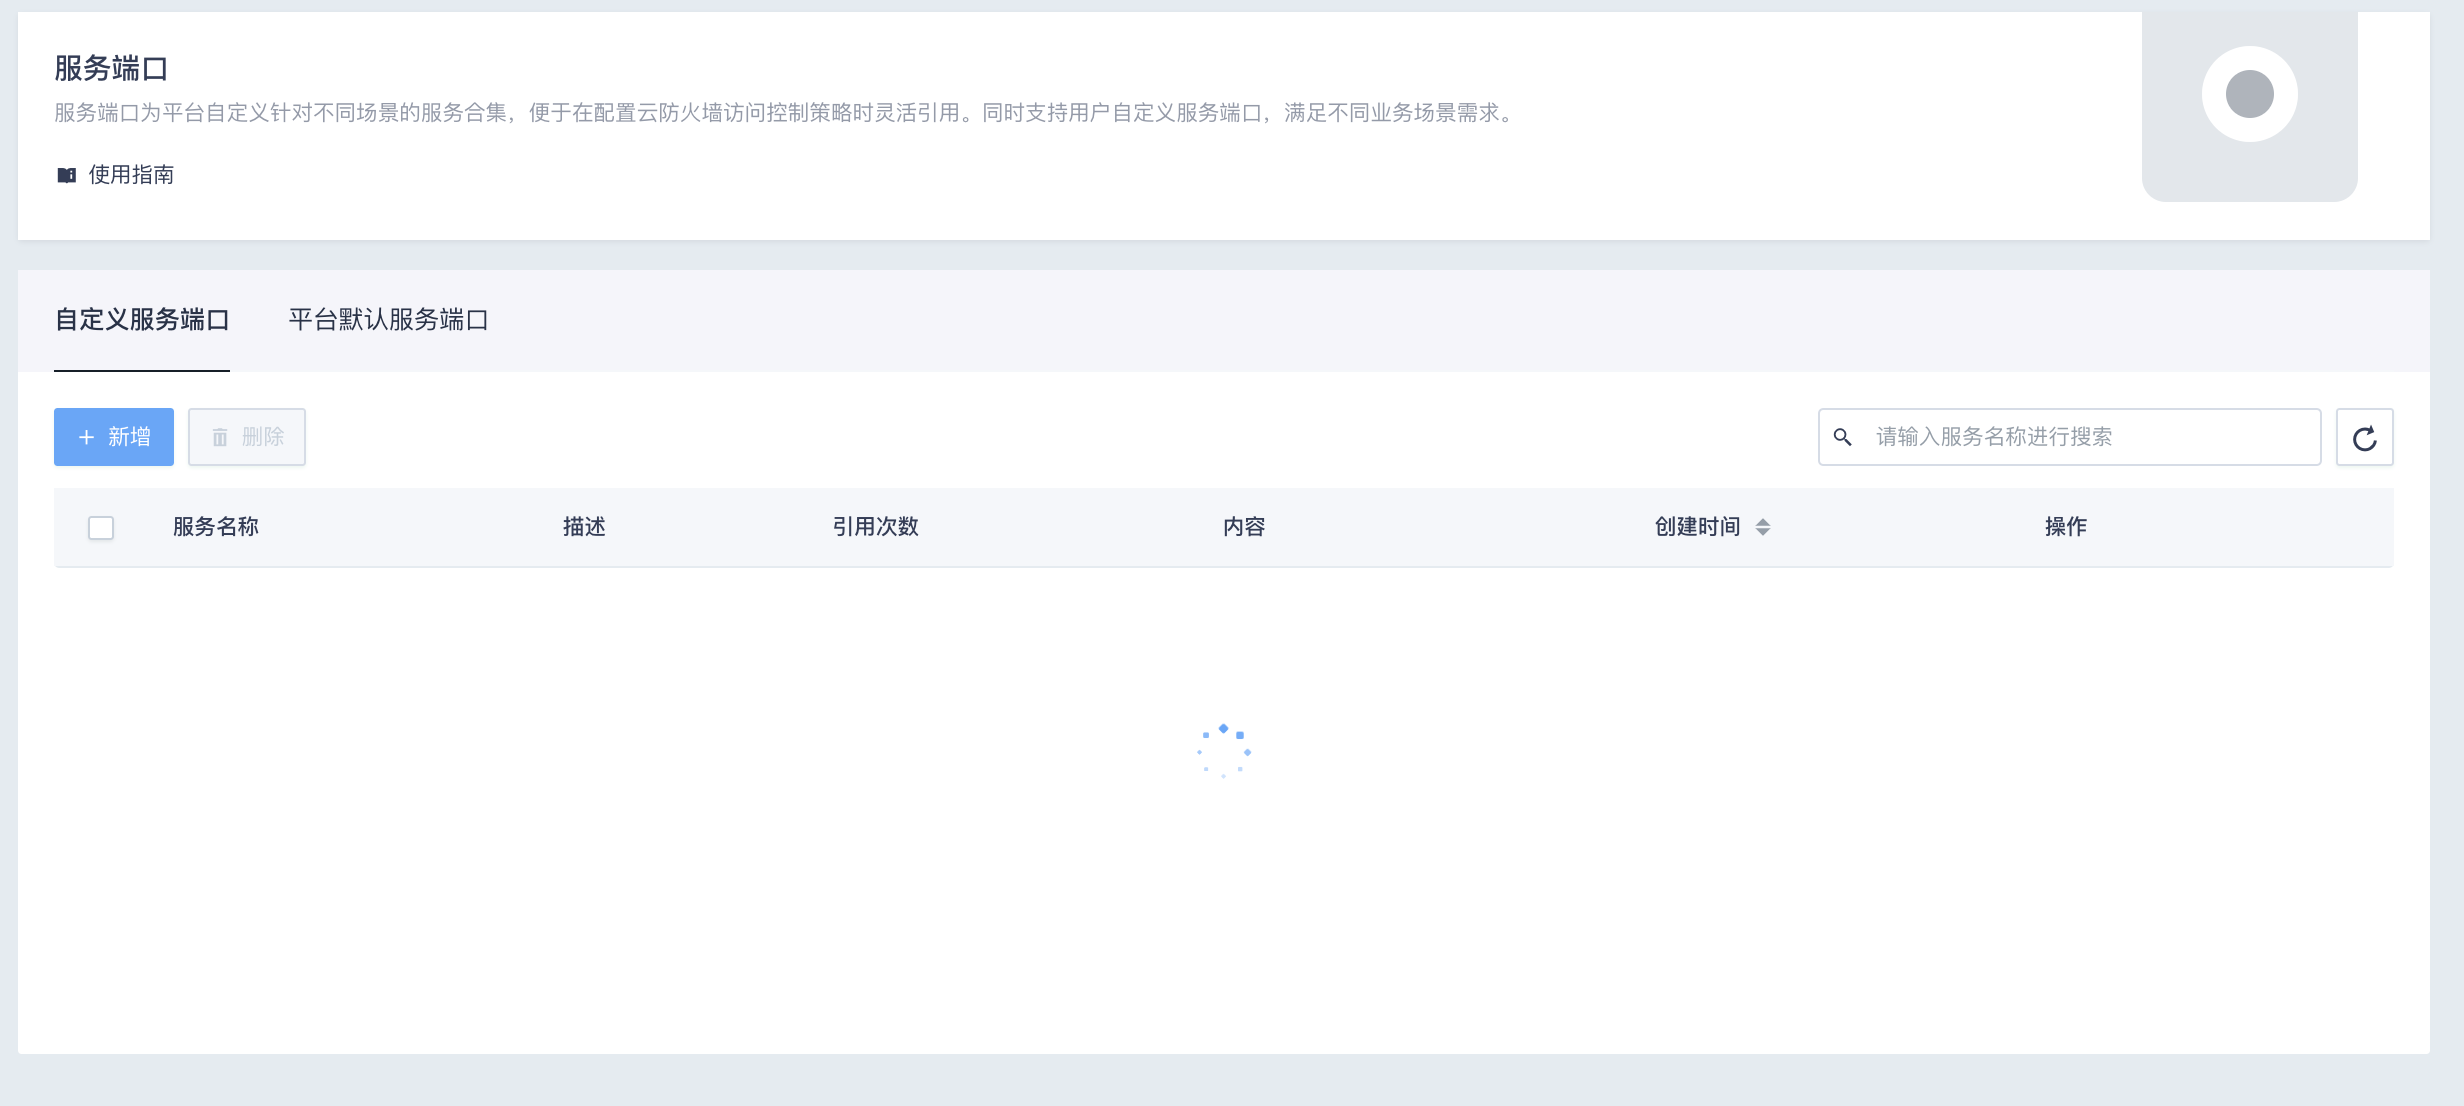 服务端口
服务端口为平台自定义针对不同场景的服务合集，便于在配置云防火墙访问控制策略时灵活引用。同时支持用户自定义服务端口，满足不同业务场景需求。
使用指南
自定义服务端口 平台默认服务端口
新增 删除 请输入服务名称进行搜索
服务名称 描述 引用次数 内容 创建时间 操作